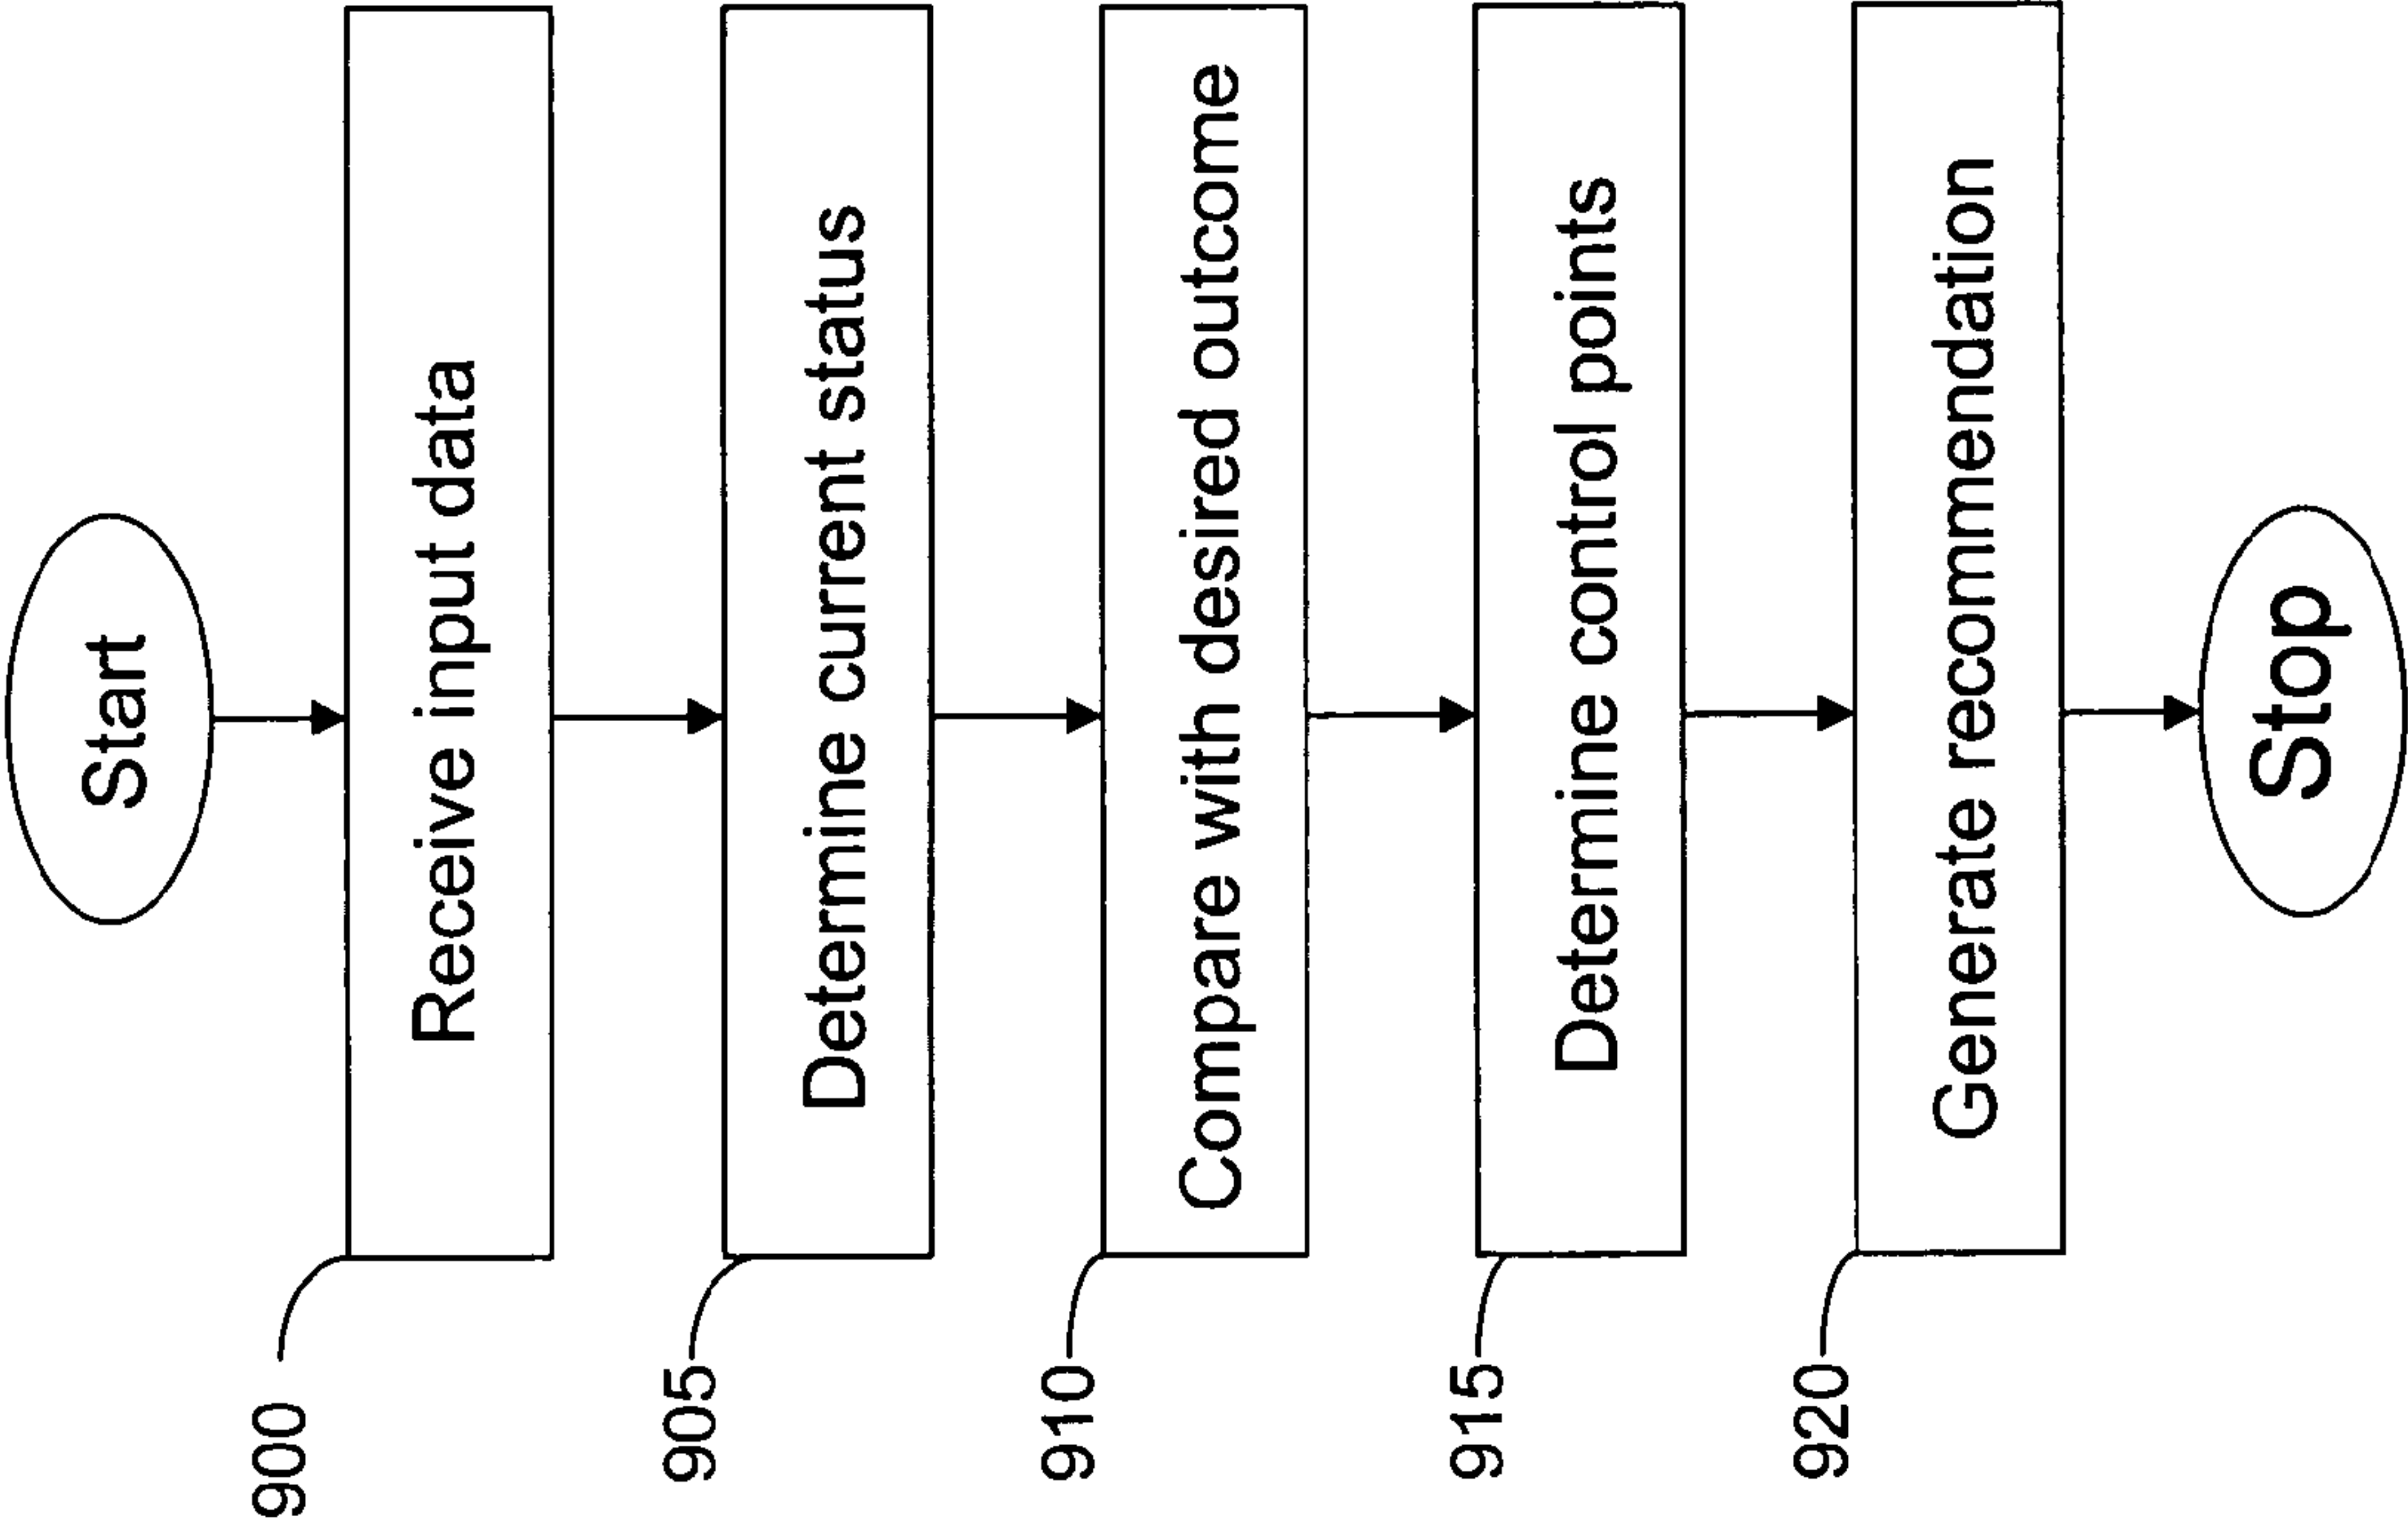 Start
900
Receive input data
905
Determine current status
910
Compare with desired outcome
915
Determine control points
920
Generate recommendation
Stop